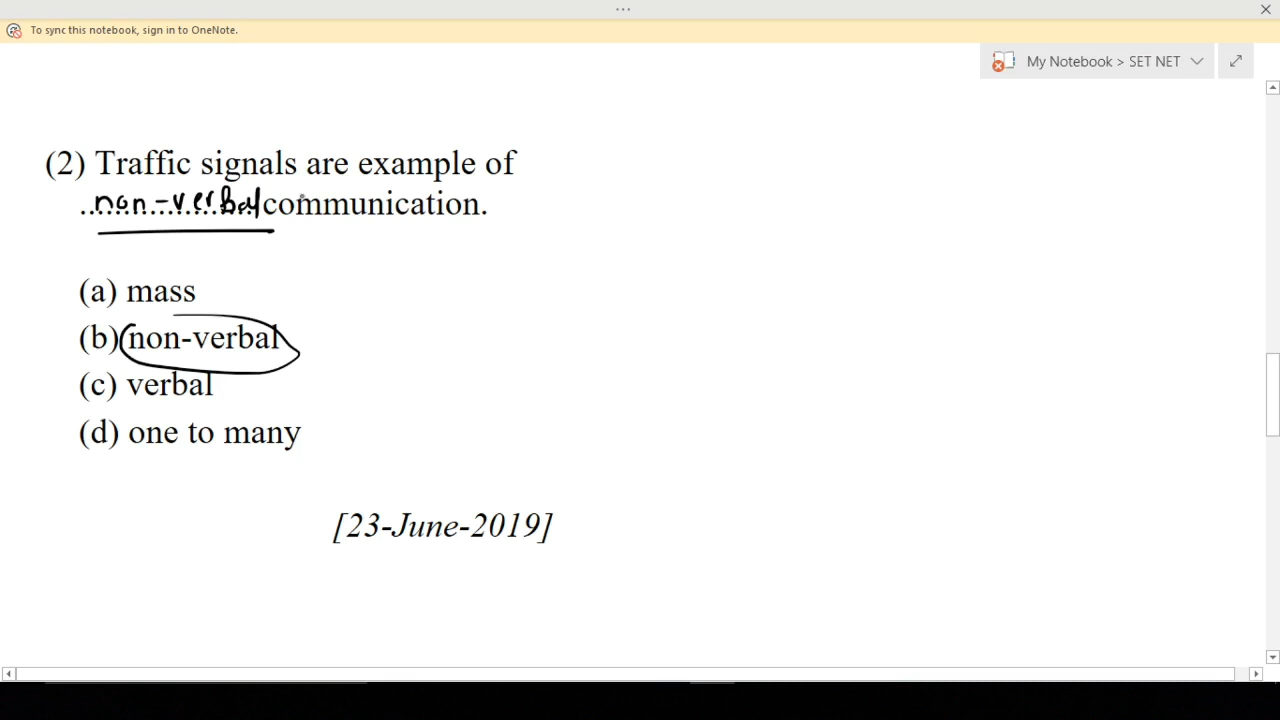 ...
To sync this notebook, sign in to OneNote.
My Notebook > SET NET
(2) Traffic signals are example of
non-verbal communication.
(a) mass
(b) non-verbal
(c) verbal
(d) one to many
[23-June-2019]